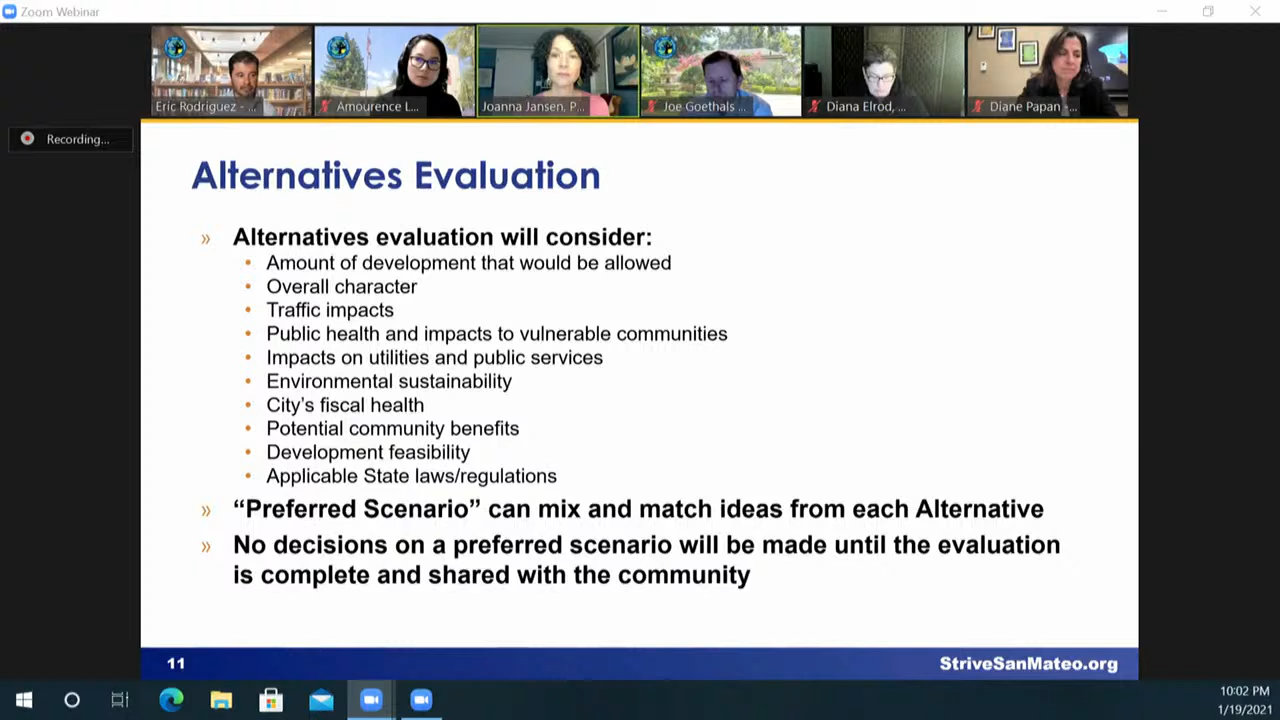 Zoom Webinar
Eric Rodriguez - ...
Amourence L...
Joanna Jansen, P...
Joe Goethals ...
Diana Elrod, ...
Diane Papan -...
Recording...
Alternatives Evaluation
» Alternatives evaluation will consider:
• Amount of development that would be allowed
• Overall character
• Traffic impacts
• Public health and impacts to vulnerable communities
• Impacts on utilities and public services
• Environmental sustainability
• City’s fiscal health
• Potential community benefits
• Development feasibility
• Applicable State laws/regulations
» “Preferred Scenario” can mix and match ideas from each Alternative
» No decisions on a preferred scenario will be made until the evaluation
is complete and shared with the community
11
StriveSanMateo.org
10:02 PM
1/19/2021